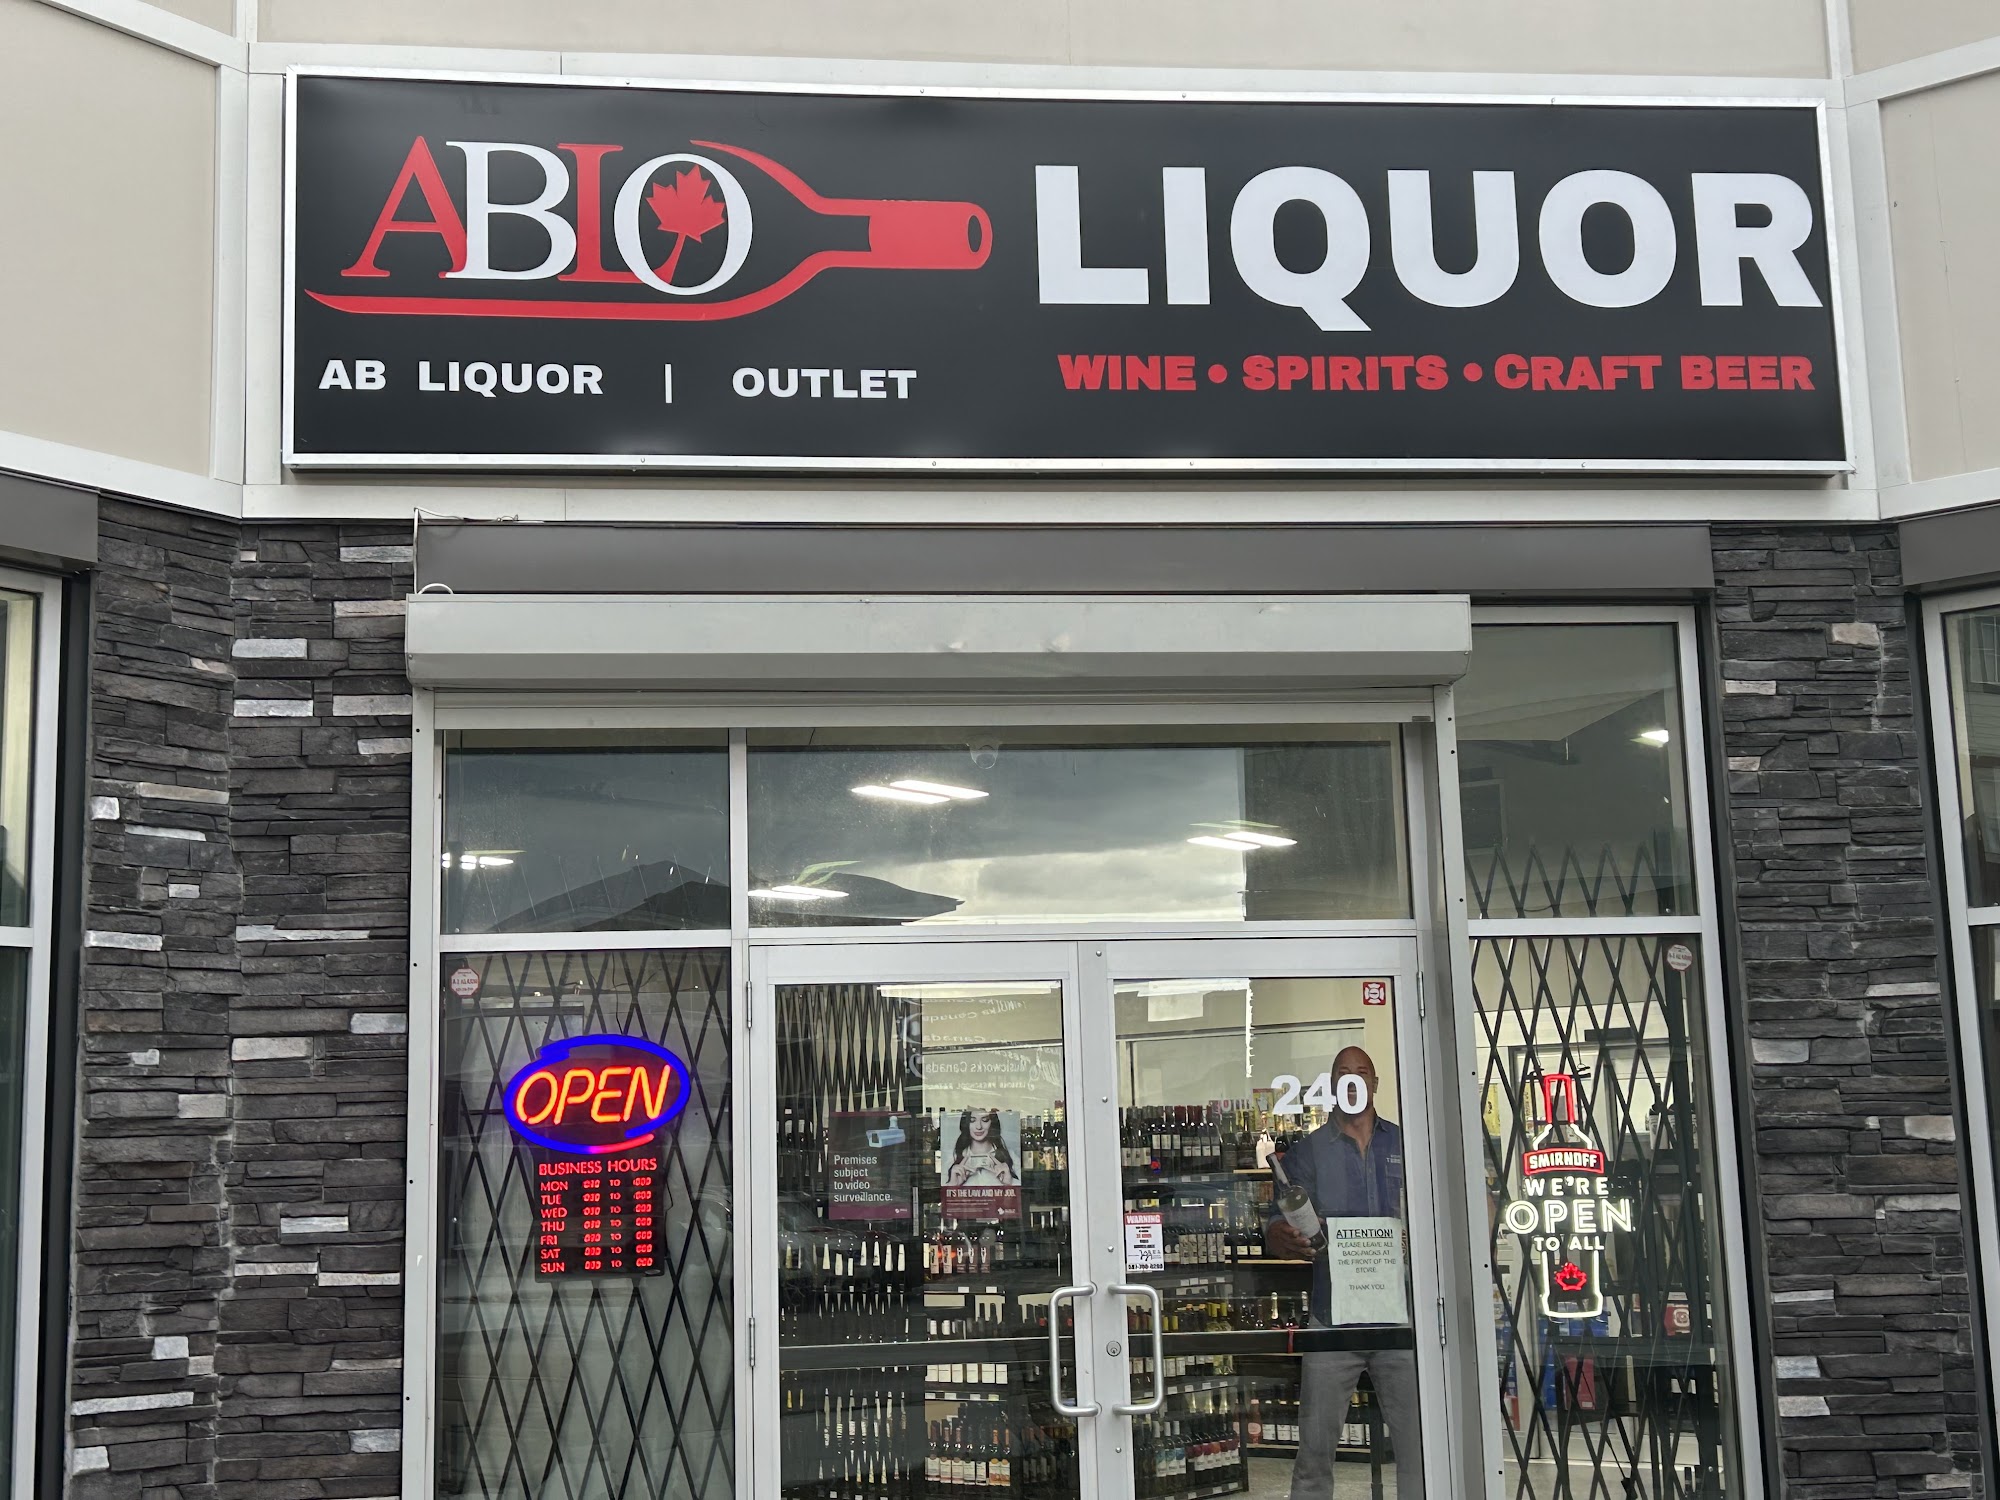 ABLO
LIQUOR
AB LIQUOR | OUTLET
WINE • SPIRITS • CRAFT BEER
OPEN
BUSINESS HOURS
MON
TUE
WED
THU
FRI
SAT
SUN
Premises
subject
to video
surveillance.
IT'S THE LAW AND MY JOB.
WARNING
240
ATTENTION!
PLEASE LEAVE ALL
BACKPACKS AT
THE FRONT OF THE
STORE.
THANK YOU
SMIRNOFF
WE'RE
OPEN
TO ALL